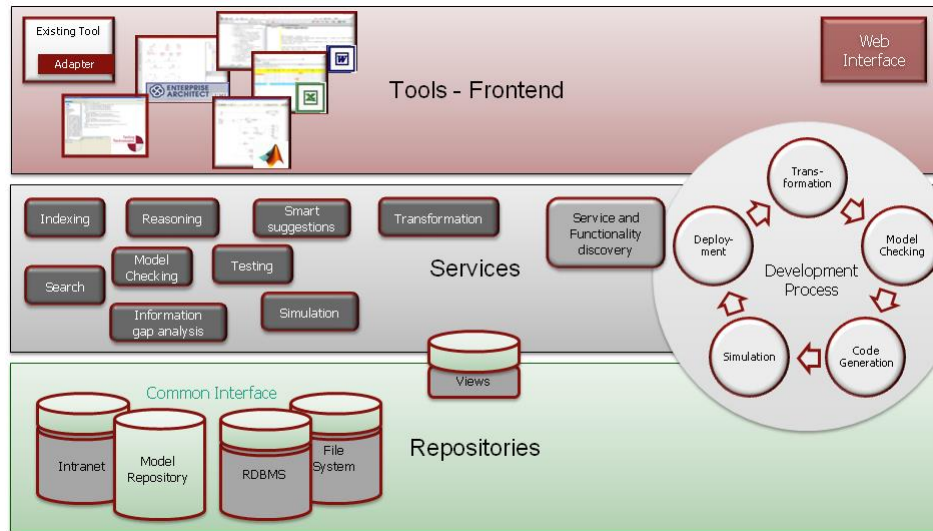 Existing Tool
Adapter
ENTERPRISE
ARCHITECT
W
X
Tools - Frontend
Web
Interface
Indexing
Reasoning
Smart
suggestions
Transformation
Service and
Functionality
discovery
Search
Model
Checking
Testing
Services
Information
gap analysis
Simulation
Trans-
formation
Model
Checking
Code
Generation
Simulation
Deploy-
ment
Development
Process
Views
Common Interface
Intranet
Model
Repository
RDBMS
File
System
Repositories